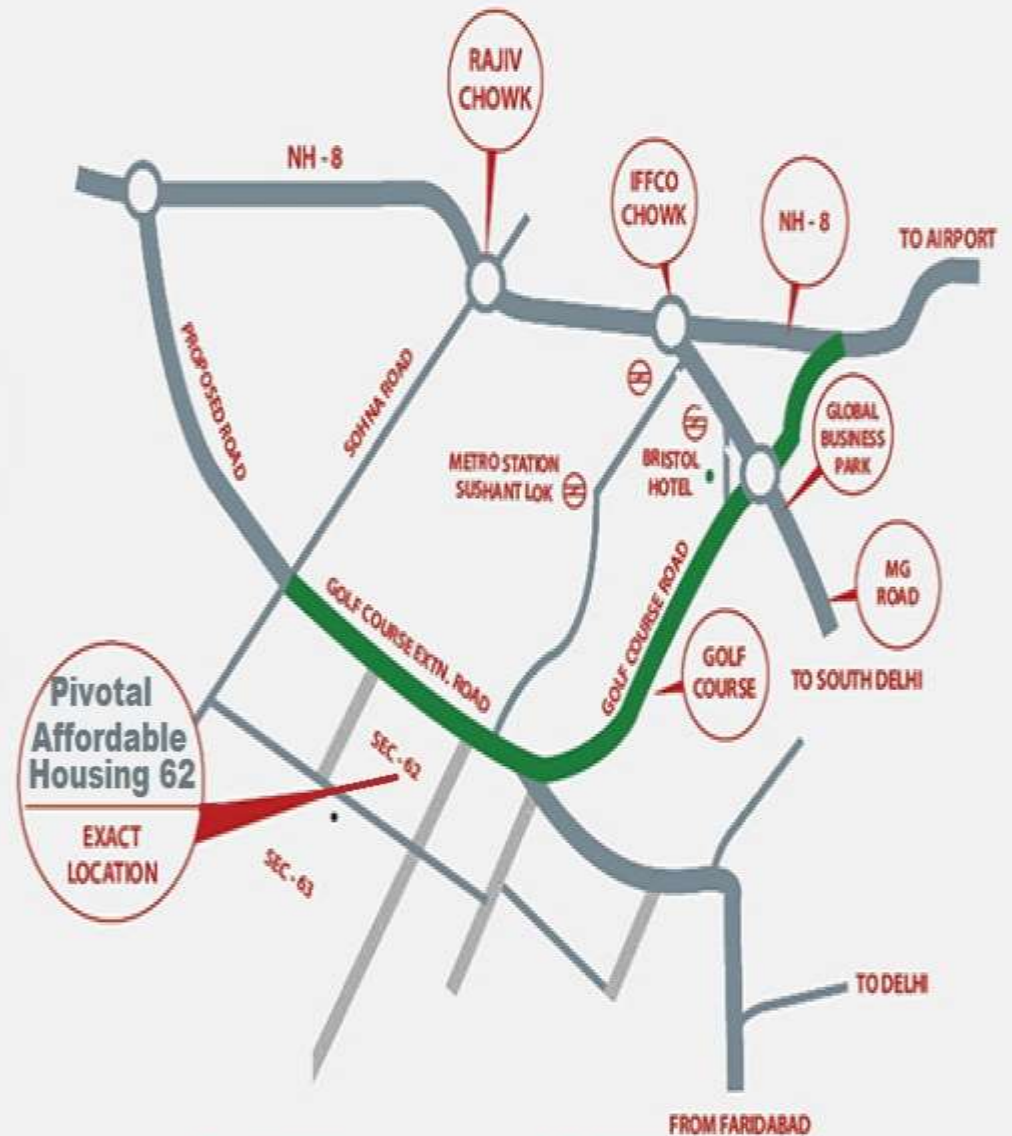 RAJIV
CHOWK
NH - 8
IFFCO
CHOWK
NH - 8
TO AIRPORT
PROPOSED ROAD
SOHNA ROAD
METRO STATION
SUSHANT LOK
BRISTOL
HOTEL
GLOBAL
BUSINESS
PARK
MG
ROAD
GOLF COURSE EXTN. ROAD
GOLF COURSE ROAD
GOLF
COURSE
TO SOUTH DELHI
Pivotal
Affordable
Housing 62
EXACT
LOCATION
SEC - 62
SEC - 63
TO DELHI
FROM FARIDABAD